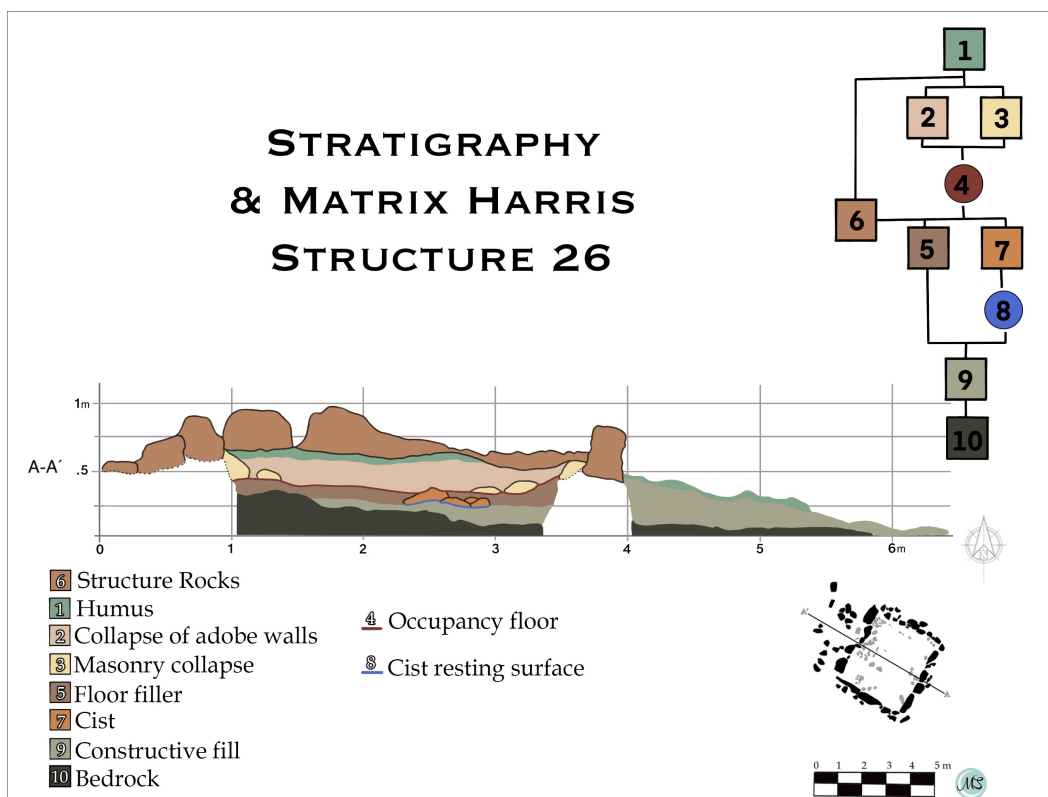 STRATIGRAPHY
& MATRIX HARRIS
STRUCTURE 26
1
2 3
4
6
5 7
8
9
10
1m
A-A´ .5
0 1 2 3 4 5 6m
N
6 Structure Rocks
1 Humus
2 Collapse of adobe walls
3 Masonry collapse
5 Floor filler
7 Cist
9 Constructive fill
10 Bedrock
4 Occupancy floor
8 Cist resting surface
A'
A
0 1 2 3 4 5 m